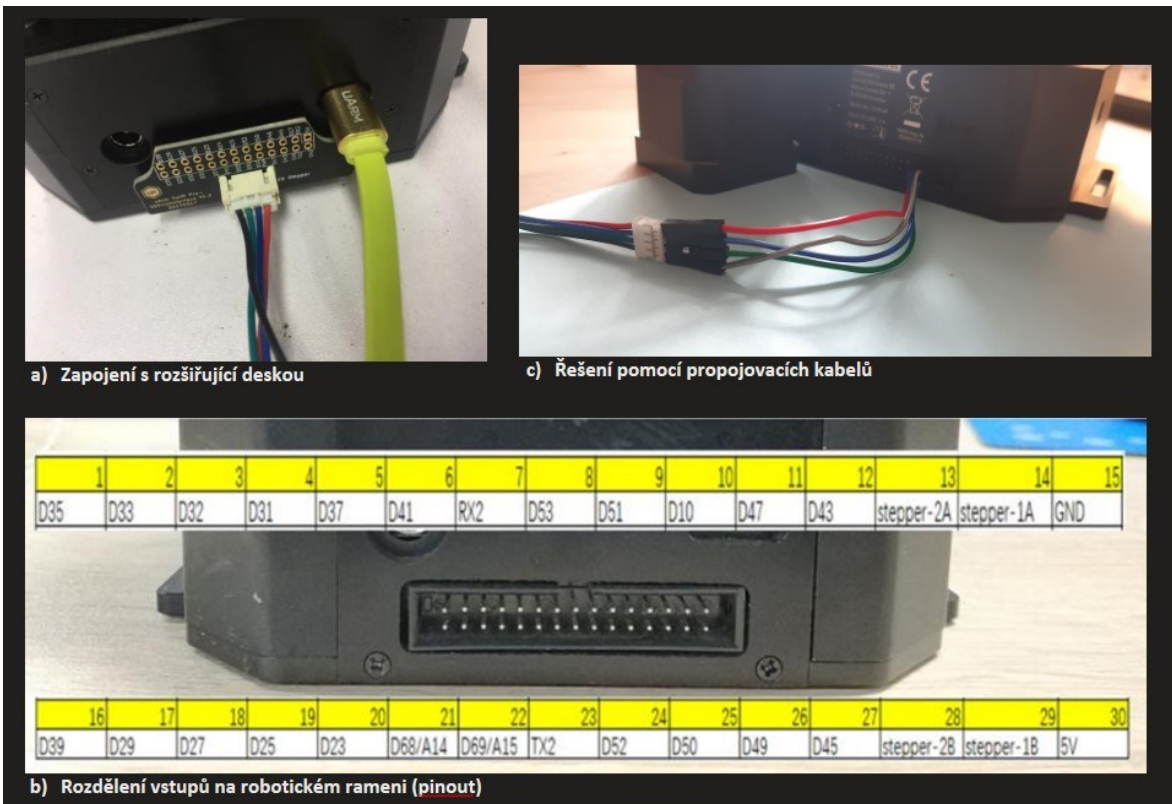 UARM
a) Zapojení s rozšiřující deskou
c) Řešení pomocí propojovacích kabelů
1 2 3 4 5 6 7 8 9 10 11 12 13 14 15
D35 D33 D32 D31 D37 D41 RX2 D53 D51 D10 D47 D43 stepper-2A stepper-1A GND
16 17 18 19 20 21 22 23 24 25 26 27 28 29 30
D39 D29 D27 D25 D23 D68/A14 D69/A15 TX2 D52 D50 D49 D45 stepper-2B stepper-1B 5V
b) Rozdělení vstupů na robotickém rameni (pinout)